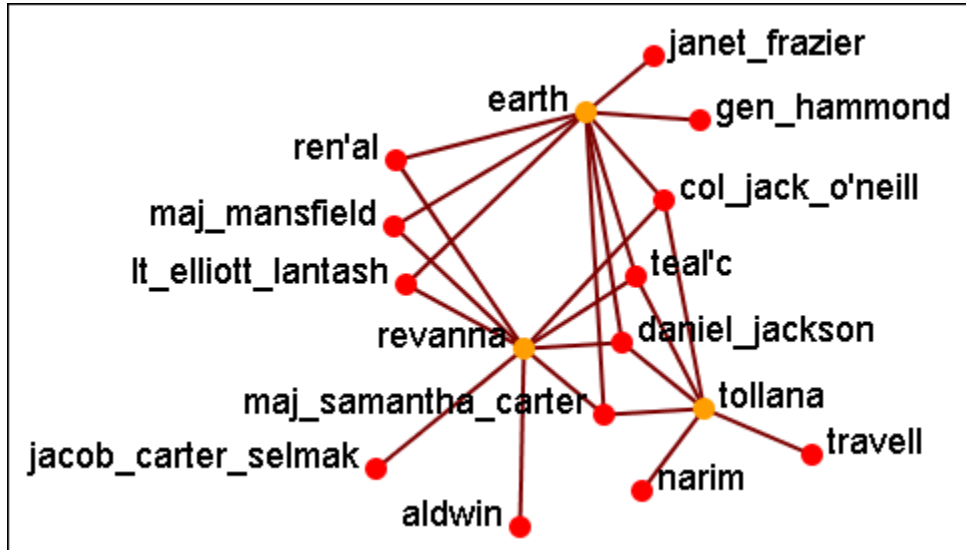 janet_frazier
earth
gen_hammond
ren'al
col_jack_o'neill
maj_mansfield
teal'c
lt_elliott_lantash
revanna
daniel_jackson
maj_samantha_carter
tollana
jacob_carter_selmak
travell
narim
aldwin